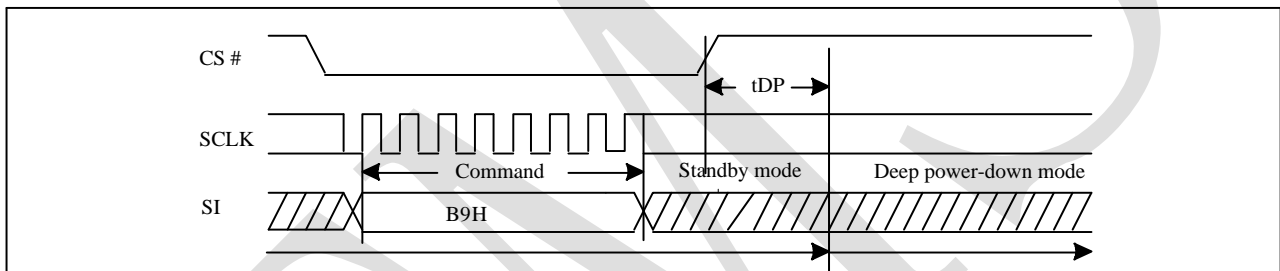 CS #
tDP
SCLK
Command
Standby mode
Deep power-down mode
SI
B9H